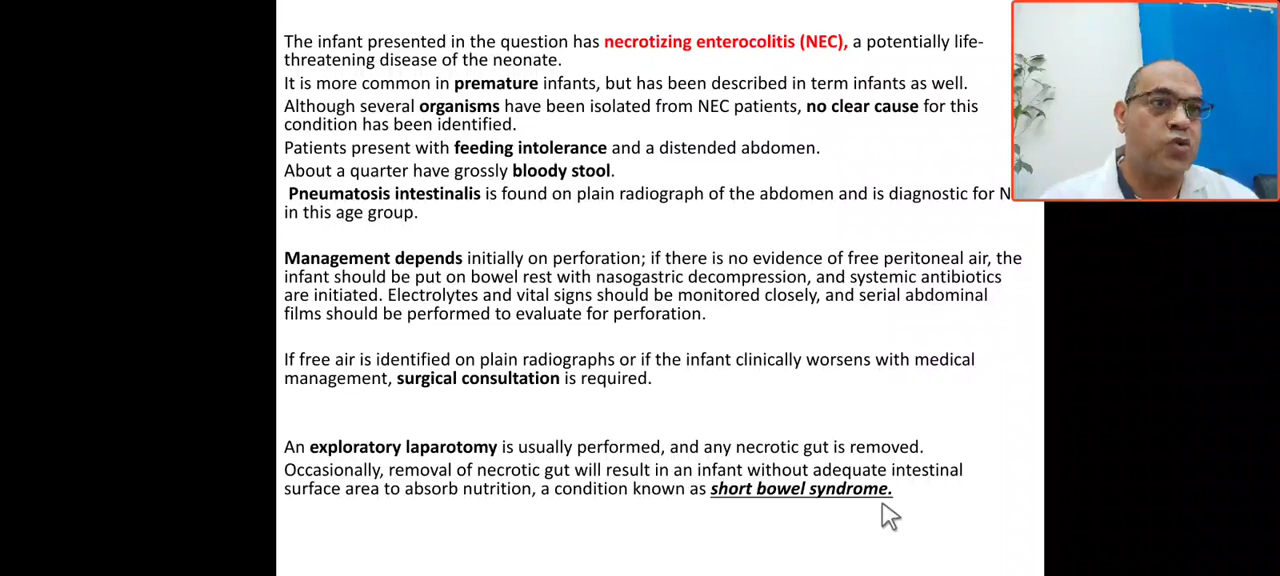 The infant presented in the question has necrotizing enterocolitis (NEC), a potentially life-
threatening disease of the neonate.
It is more common in premature infants, but has been described in term infants as well.
Although several organisms have been isolated from NEC patients, no clear cause for this
condition has been identified.
Patients present with feeding intolerance and a distended abdomen.
About a quarter have grossly bloody stool.
Pneumatosis intestinalis is found on plain radiograph of the abdomen and is diagnostic for
in this age group.
Management depends initially on perforation; if there is no evidence of free peritoneal air, the
infant should be put on bowel rest with nasogastric decompression, and systemic antibiotics
are initiated. Electrolytes and vital signs should be monitored closely, and serial abdominal
films should be performed to evaluate for perforation.
If free air is identified on plain radiographs or if the infant clinically worsens with medical
management, surgical consultation is required.
An exploratory laparotomy is usually performed, and any necrotic gut is removed.
Occasionally, removal of necrotic gut will result in an infant without adequate intestinal
surface area to absorb nutrition, a condition known as short bowel syndrome.